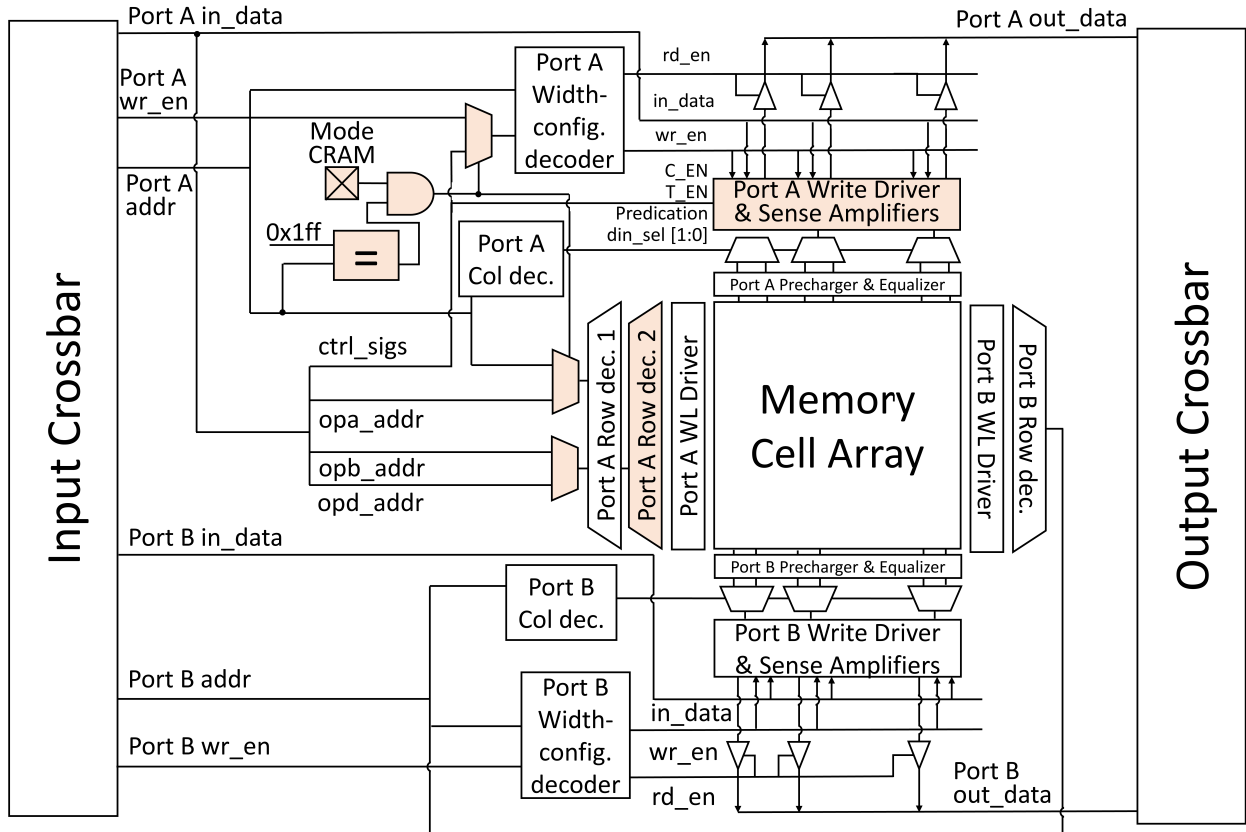 Port A in_data
Port A out_data
Port A
wr_en
Port A
Width-
config.
decoder
rd_en
in_data
wr_en
Mode
CRAM
Port A
addr
C_EN
T_EN
Predication
din_sel [1:0]
Port A Write Driver
& Sense Amplifiers
0x1ff
=
Port A
Col dec.
Port A Precharger & Equalizer
Input Crossbar
ctrl_sigs
opa_addr
opb_addr
opd_addr
Port A Row dec. 1
Port A Row dec. 2
Port A WL Driver
Memory
Cell Array
Port B WL Driver
Port B Row dec.
Output Crossbar
Port B in_data
Port B Precharger & Equalizer
Port B
Col dec.
Port B Write Driver
& Sense Amplifiers
Port B addr
Port B
Width-
config.
decoder
in_data
Port B wr_en
wr_en
rd_en
Port B
out_data